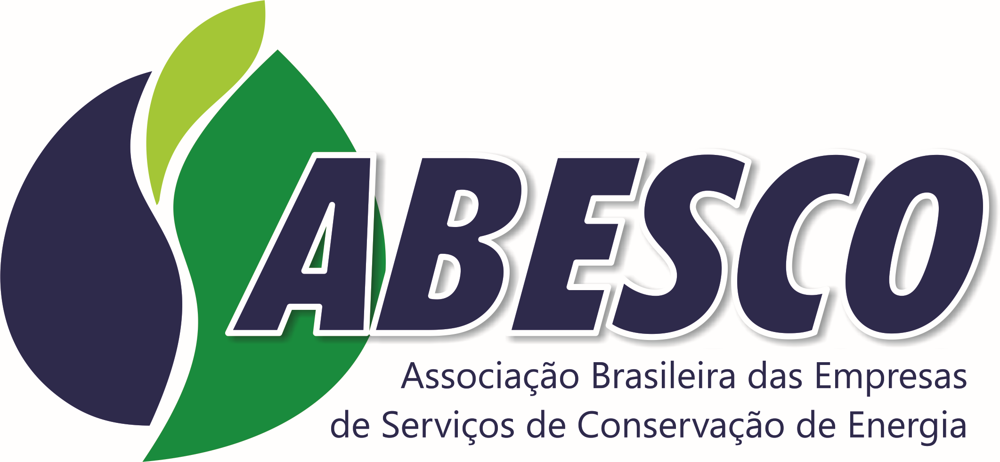 ABESCO
Associação Brasileira das Empresas
de Serviços de Conservação de Energia